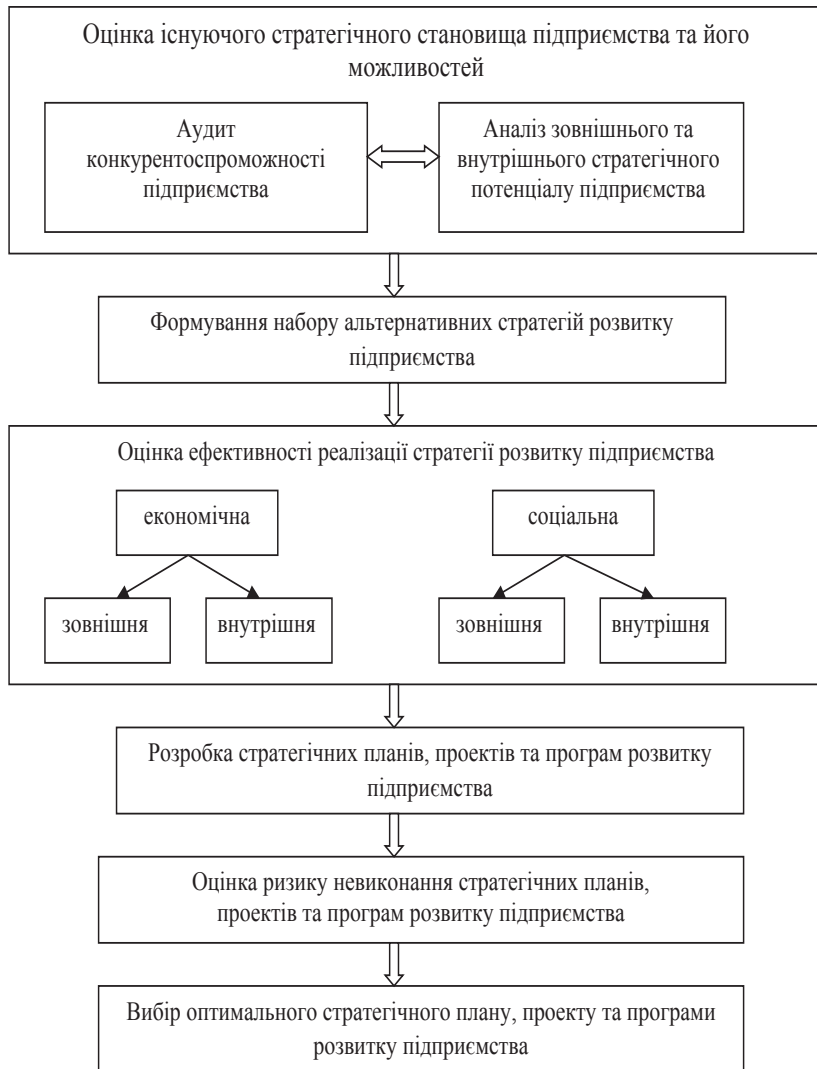 Оцінка існуючого стратегічного становища підприємства та його
можливостей
Аудит
конкурентоспроможності
підприємства
Аналіз зовнішнього та
внутрішнього стратегічного
потенціалу підприємства
Формування набору альтернативних стратегій розвитку
підприємства
Оцінка ефективності реалізації стратегії розвитку підприємства
економічна
соціальна
зовнішня
внутрішня
зовнішня
внутрішня
Розробка стратегічних планів, проектів та програм розвитку
підприємства
Оцінка ризику невиконання стратегічних планів,
проектів та програм розвитку підприємства
Вибір оптимального стратегічного плану, проекту та програми
розвитку підприємства